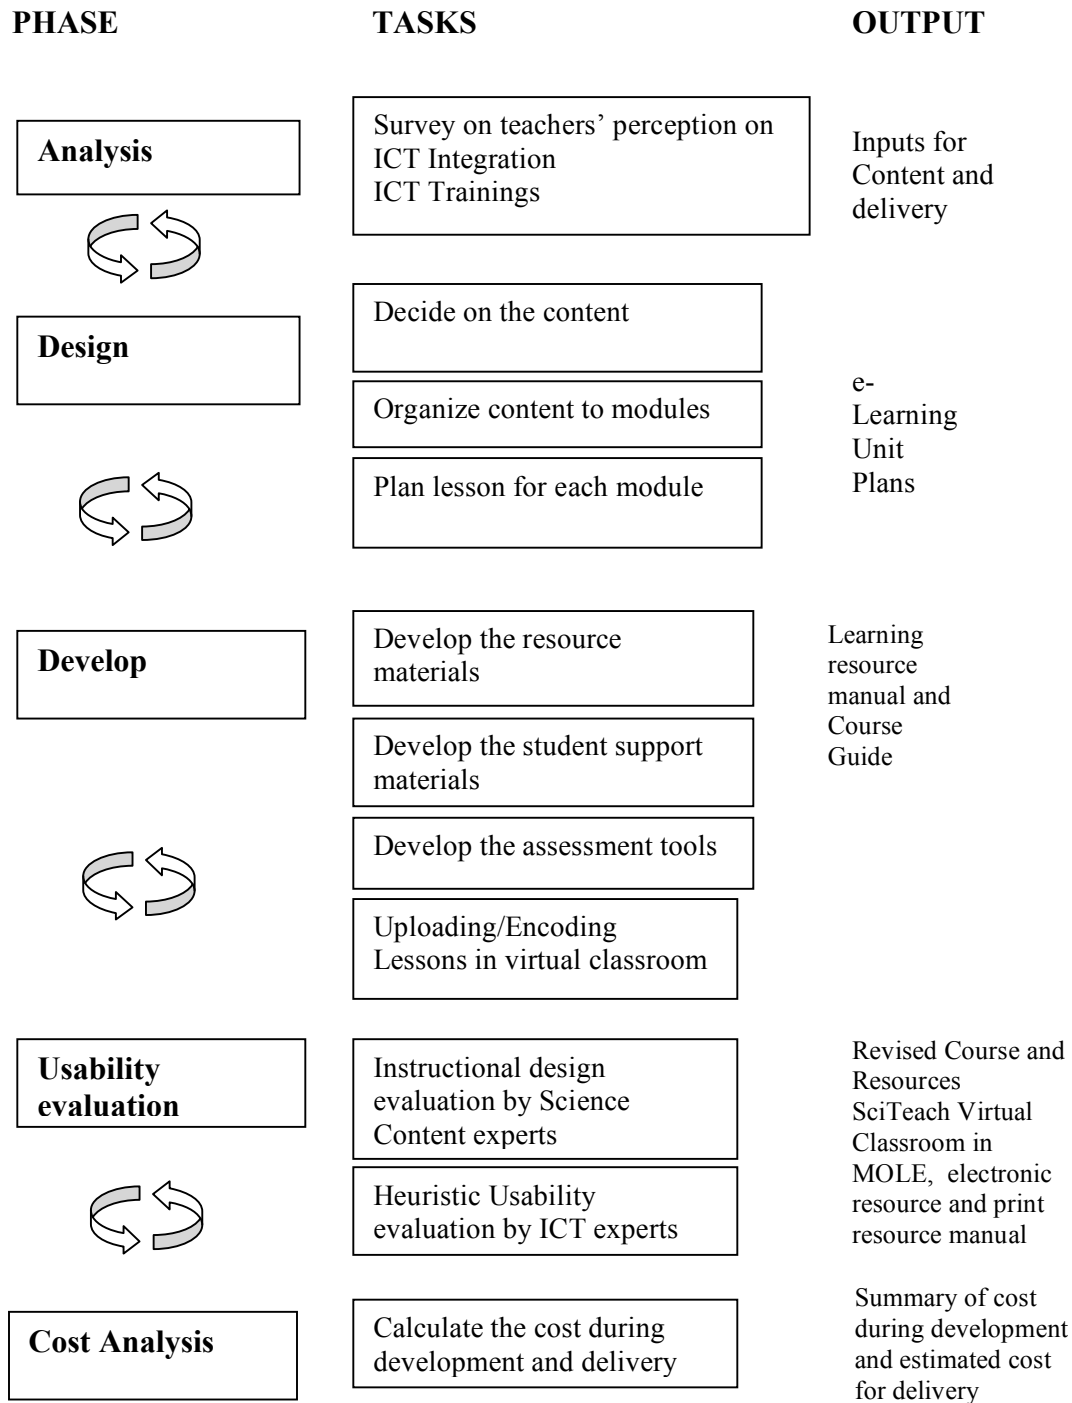 PHASE TASKS OUTPUT
Analysis
Survey on teachers’ perception on
ICT Integration
ICT Trainings
Inputs for
Content and
delivery
Design
Decide on the content
Organize content to modules
Plan lesson for each module
e-
Learning
Unit
Plans
Develop
Develop the resource
materials
Develop the student support
materials
Develop the assessment tools
Uploading/Encoding
Lessons in virtual classroom
Learning
resource
manual and
Course
Guide
Usability
evaluation
Instructional design
evaluation by Science
Content experts
Heuristic Usability
evaluation by ICT experts
Revised Course and
Resources
SciTeach Virtual
Classroom in
MOLE, electronic
resource and print
resource manual
Cost Analysis
Calculate the cost during
development and delivery
Summary of cost
during development
and estimated cost
for delivery